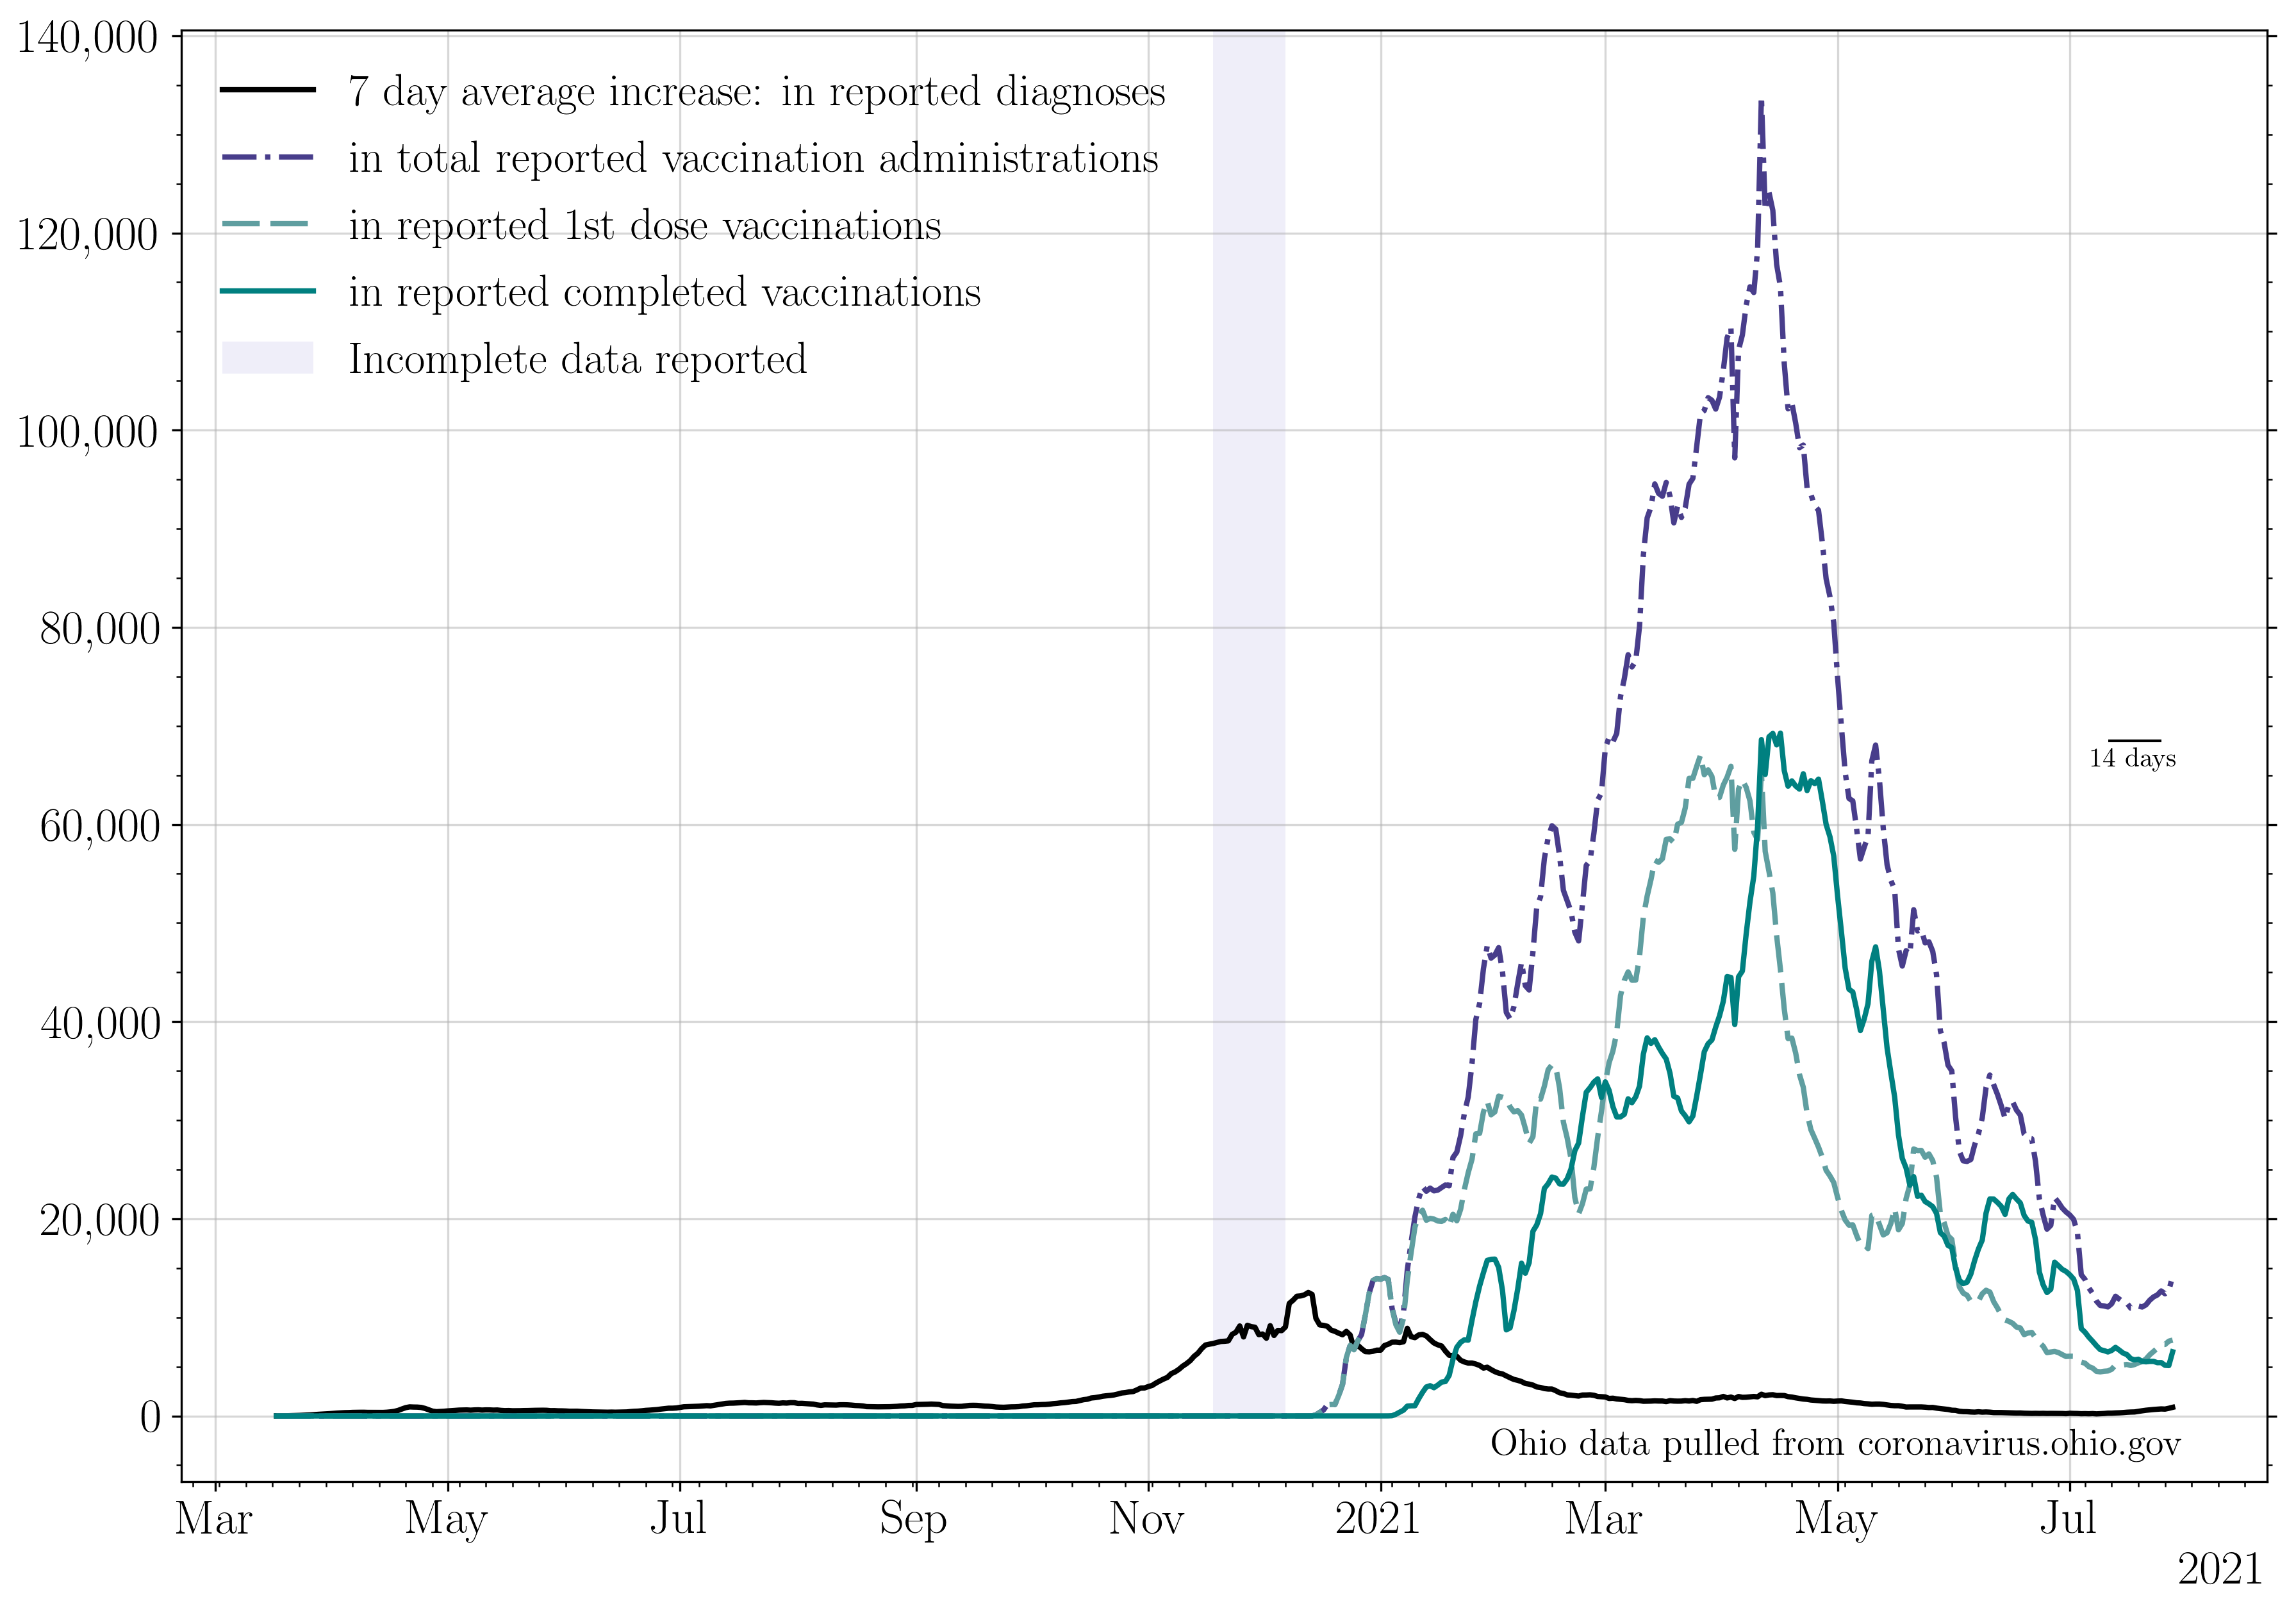 140,000
120,000
100,000
80,000
60,000
40,000
20,000
0
7 day average increase: in reported diagnoses
in total reported vaccination administrations
in reported 1st dose vaccinations
in reported completed vaccinations
Incomplete data reported
14 days
Ohio data pulled from coronavirus.ohio.gov
Mar May Jul Sep Nov 2021 Mar May Jul
2021